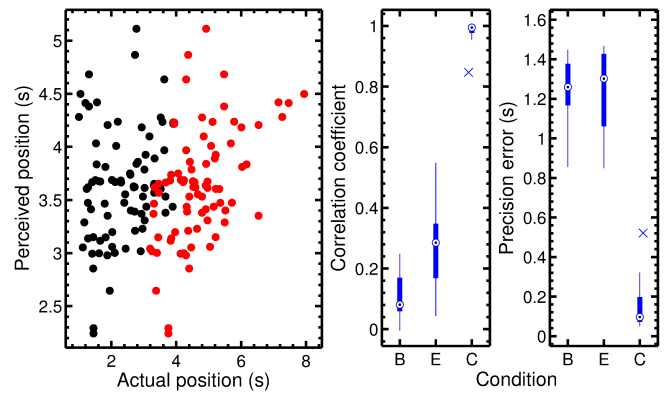 Perceived position (s)
5
4.5
4
3.5
3
2.5
2
4
6
8
Actual position (s)
Correlation coefficient
1
0.8
0.6
0.4
0.2
0
B
E
C
Precision error (s)
1.6
1.4
1.2
1
0.8
0.6
0.4
0.2
0
B
E
C
Condition